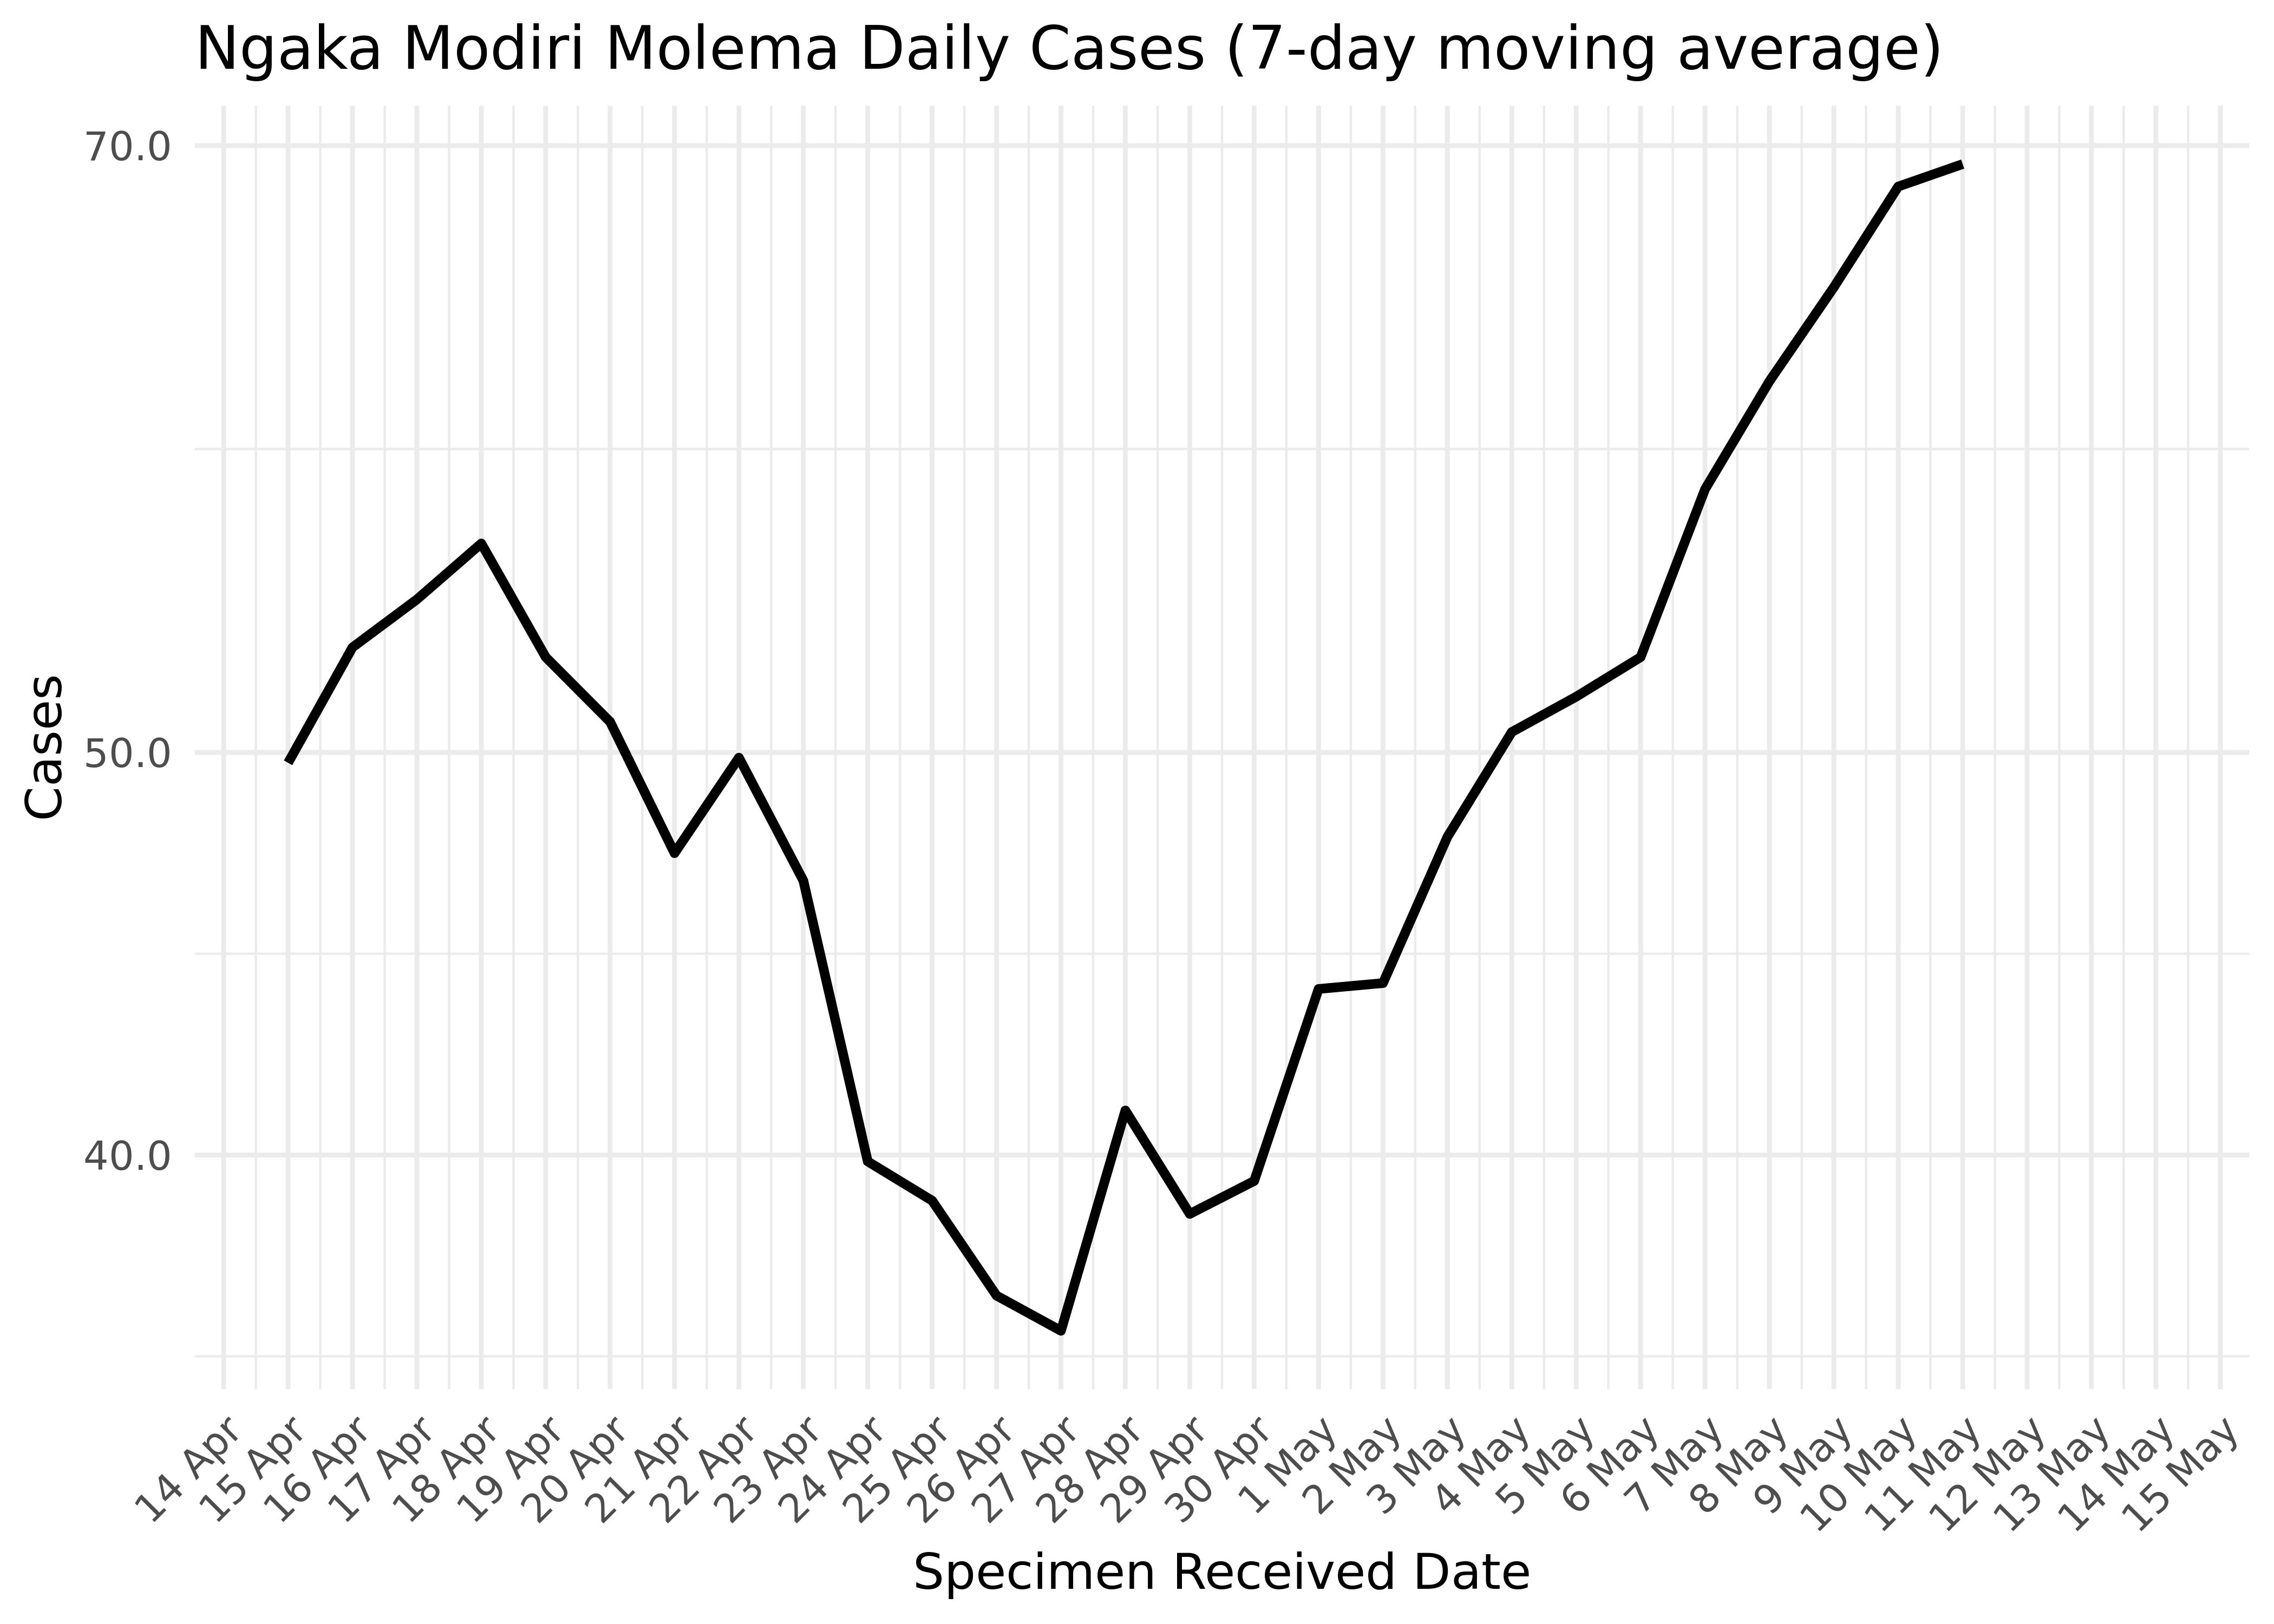 Ngaka Modiri Molema Daily Cases (7-day moving average)
70.0
50.0
40.0
Cases
14 Apr
15 Apr
16 Apr
17 Apr
18 Apr
19 Apr
20 Apr
21 Apr
22 Apr
23 Apr
24 Apr
25 Apr
26 Apr
27 Apr
28 Apr
29 Apr
30 Apr
1 May
2 May
3 May
4 May
5 May
6 May
7 May
8 May
9 May
10 May
11 May
12 May
13 May
14 May
15 May
Specimen Received Date